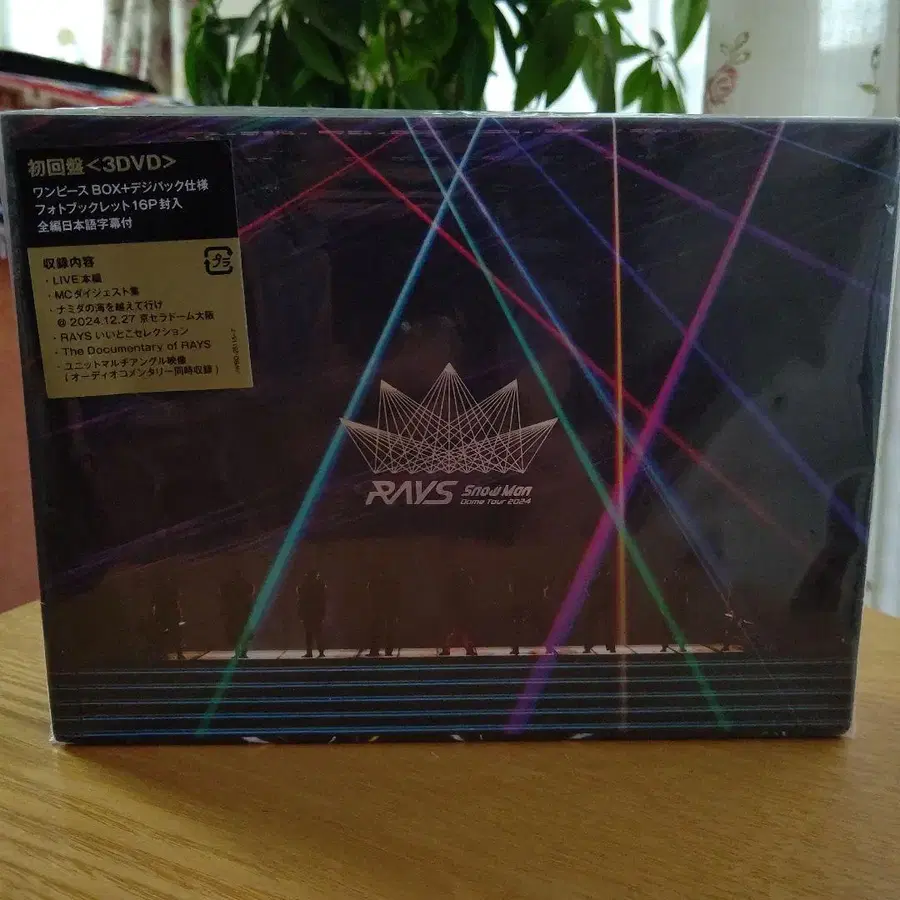 初回盤<3DVD>
ワンピースBOX+デジパック仕様
フォトブックレット16P封入
全編日本語字幕付
収録内容
プラ
・LIVE本編
・MCダイジェスト集
・ナミダの海を越えて行け
@ 2024.12.27 京セラドーム大阪
・RAYS いいとこセレクション
・The Documentary of RAYS
・ユニットマルチアングル映像
(オーディオコメンタリー同時収録)
RAYS Snow Man
Dome Tour 2024